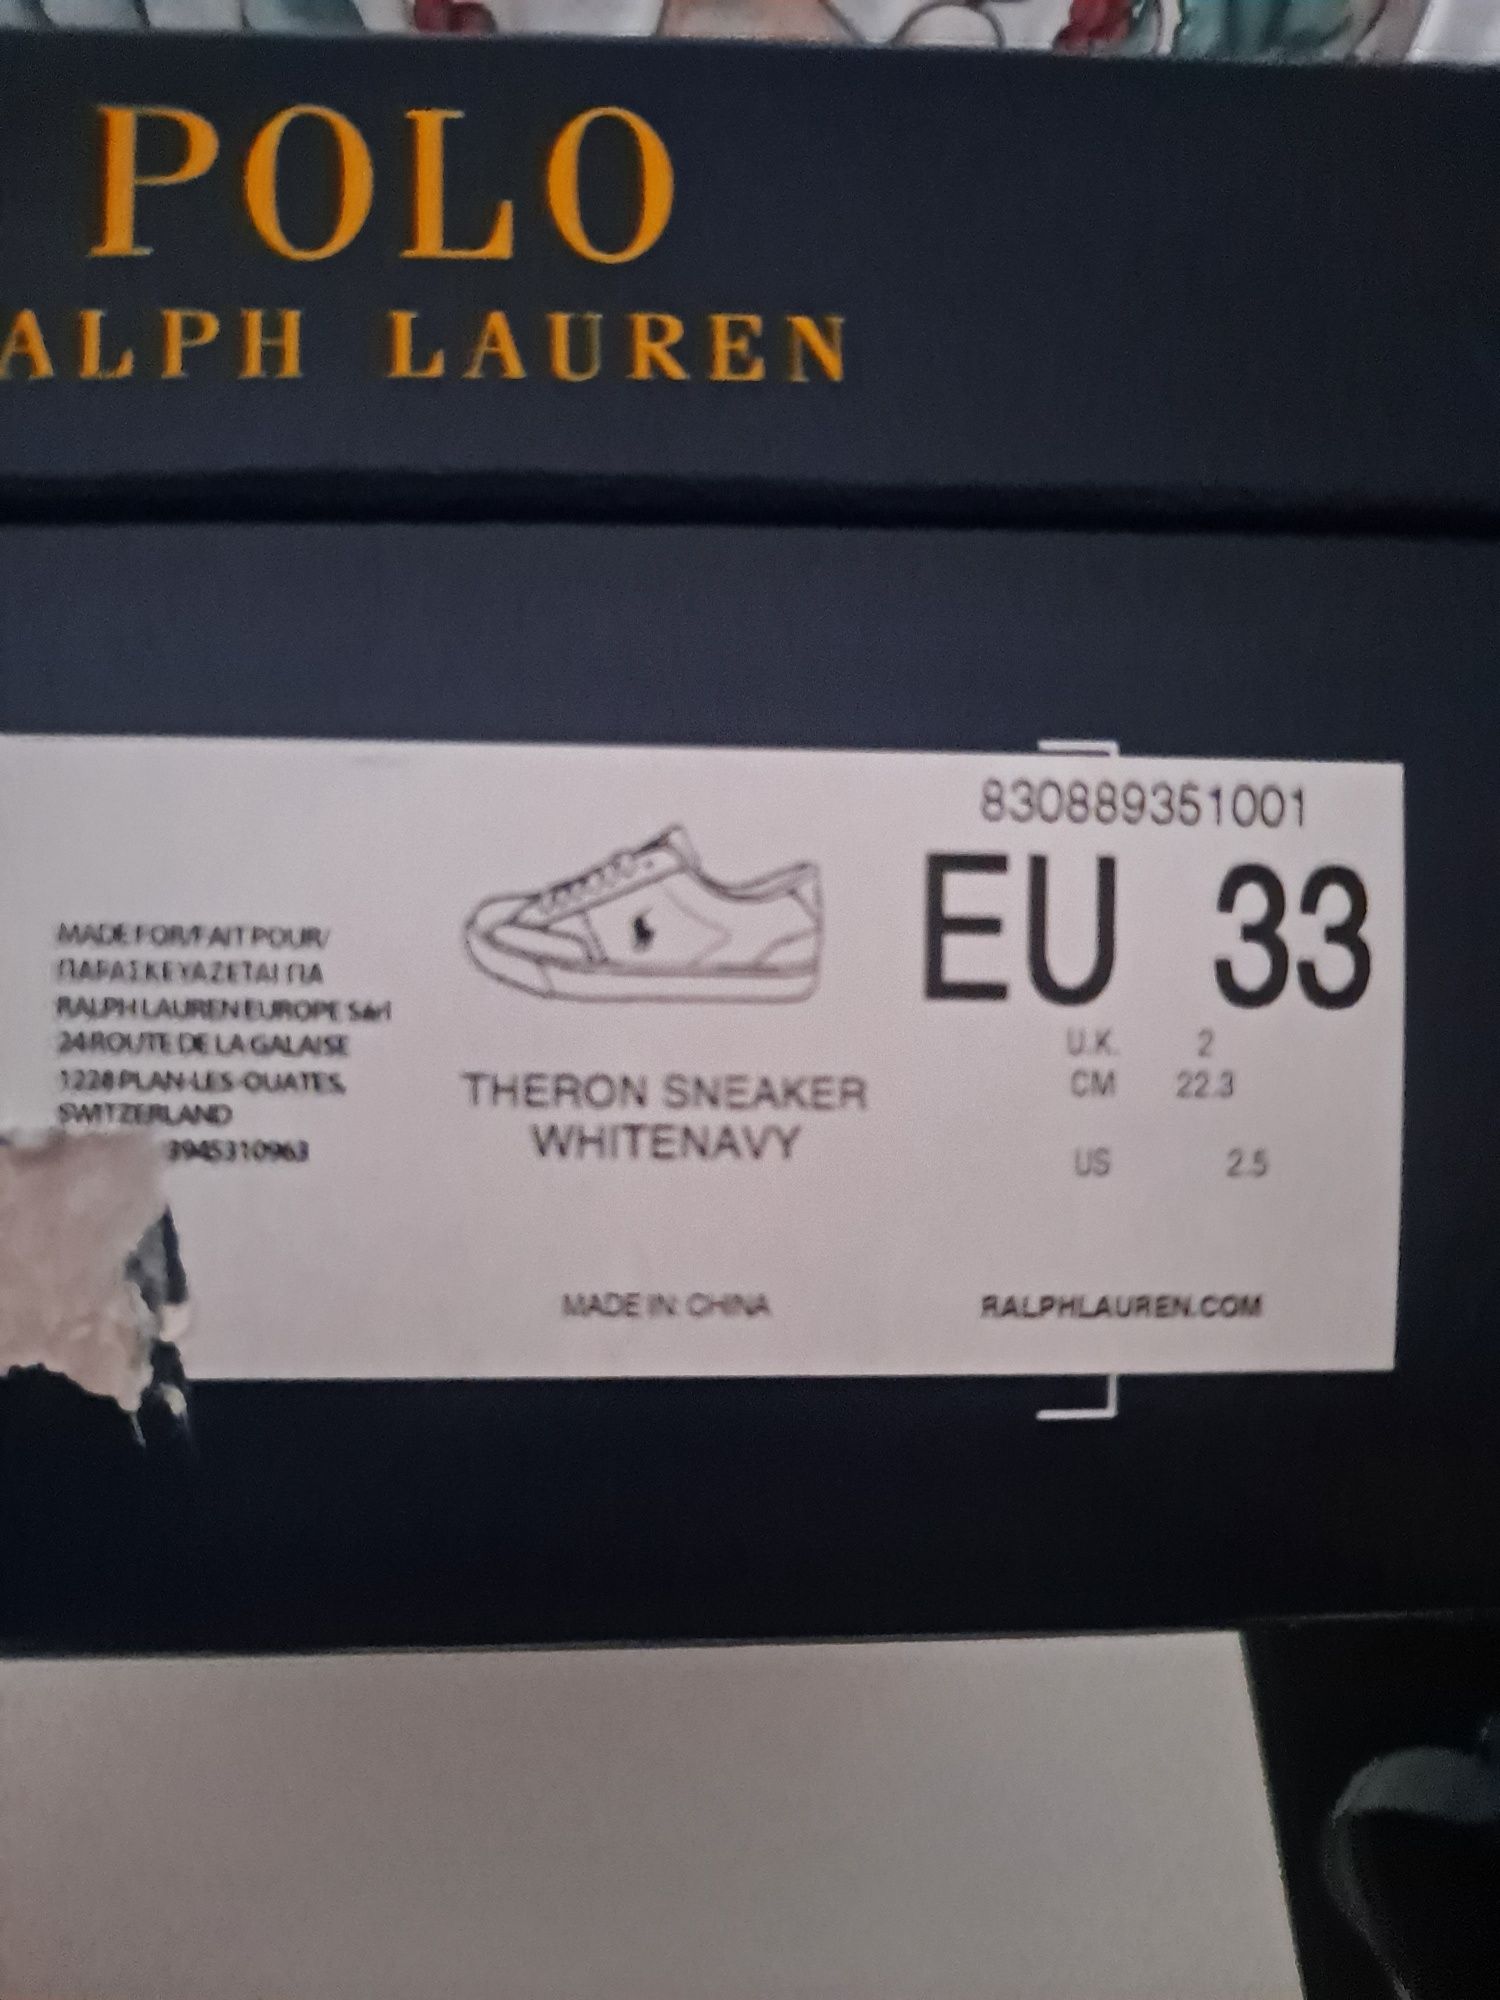 POLO
ALPH LAUREN
830889351001
EU 33
U.K. 2
CM 22.3
US 2.5
MADE FOR/FAIT POUR/
ΠΑΡΑΣΚΕΥΑΖΕΤΑΙ ΓΙΑ
RALPH LAUREN EUROPE Sàrl
24 ROUTE DE LA GALAISE
1228 PLAN-LES-OUATES,
SWITZERLAND
3945310963
THERON SNEAKER
WHITENAVY
MADE IN: CHINA
RALPHLAUREN.COM